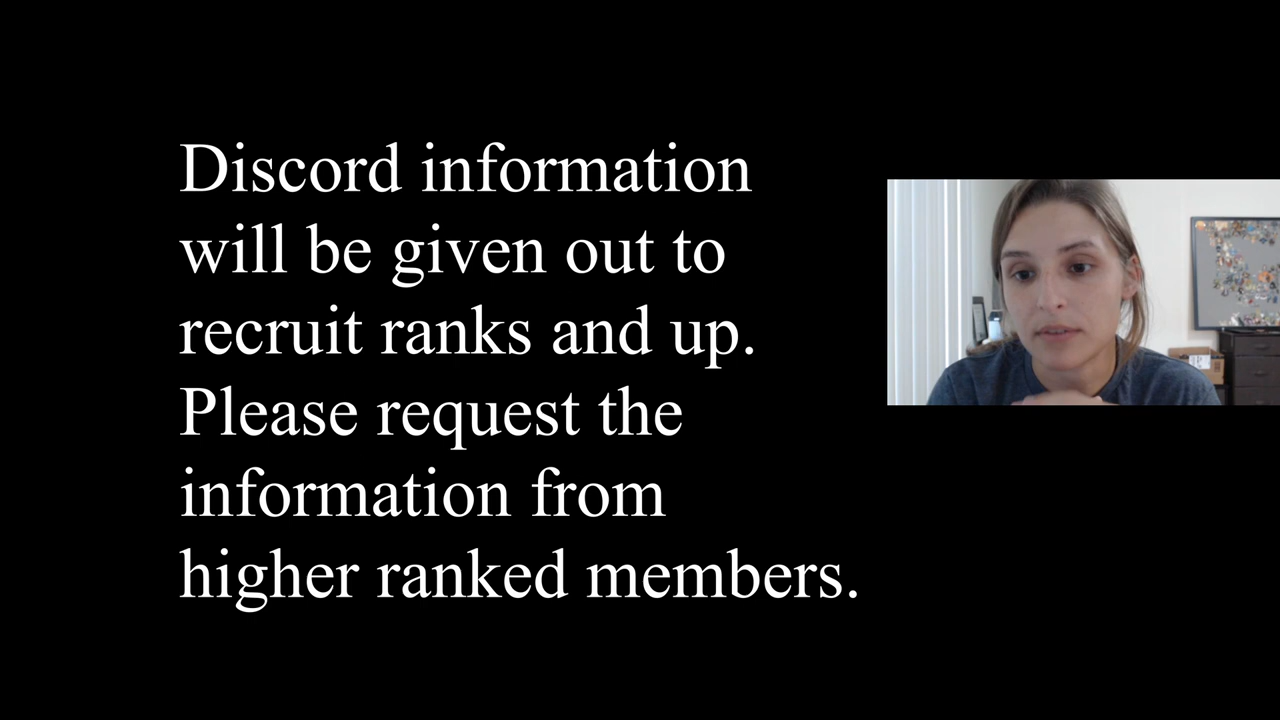 Discord information
will be given out to
recruit ranks and up.
Please request the
information from
higher ranked members.